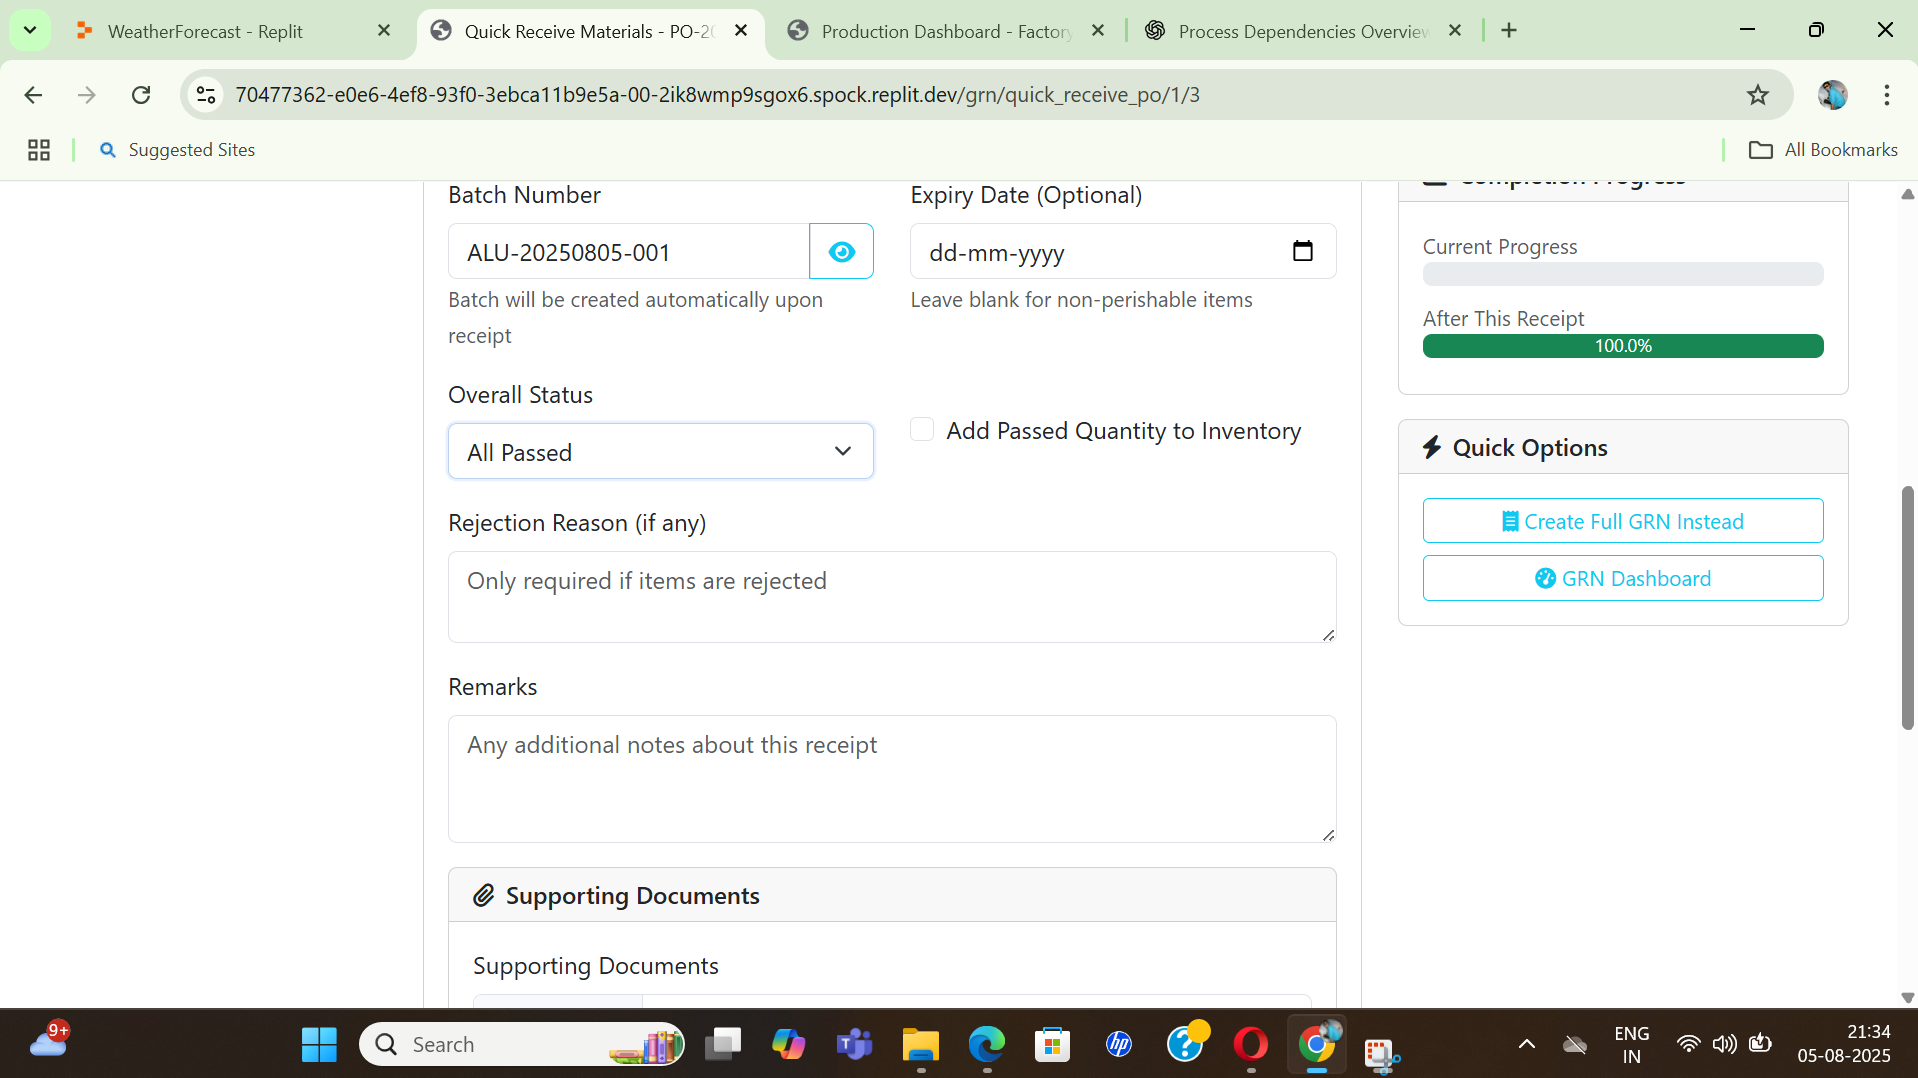 WeatherForecast - Replit
Quick Receive Materials - PO-20
Production Dashboard - Factory
Process Dependencies Overview
70477362-e0e6-4ef8-93f0-3ebca11b9e5a-00-2ik8wmp9sgox6.spock.replit.dev/grn/quick_receive_po/1/3
Suggested Sites
All Bookmarks
Batch Number
ALU-20250805-001
Batch will be created automatically upon
receipt
Expiry Date (Optional)
dd-mm-yyyy
Leave blank for non-perishable items
Overall Status
All Passed
Add Passed Quantity to Inventory
Rejection Reason (if any)
Only required if items are rejected
Remarks
Any additional notes about this receipt
Supporting Documents
Supporting Documents
Completion Progress
Current Progress
After This Receipt
100.0%
Quick Options
Create Full GRN Instead
GRN Dashboard
9+
Search
hp
ENG
IN
21:34
05-08-2025